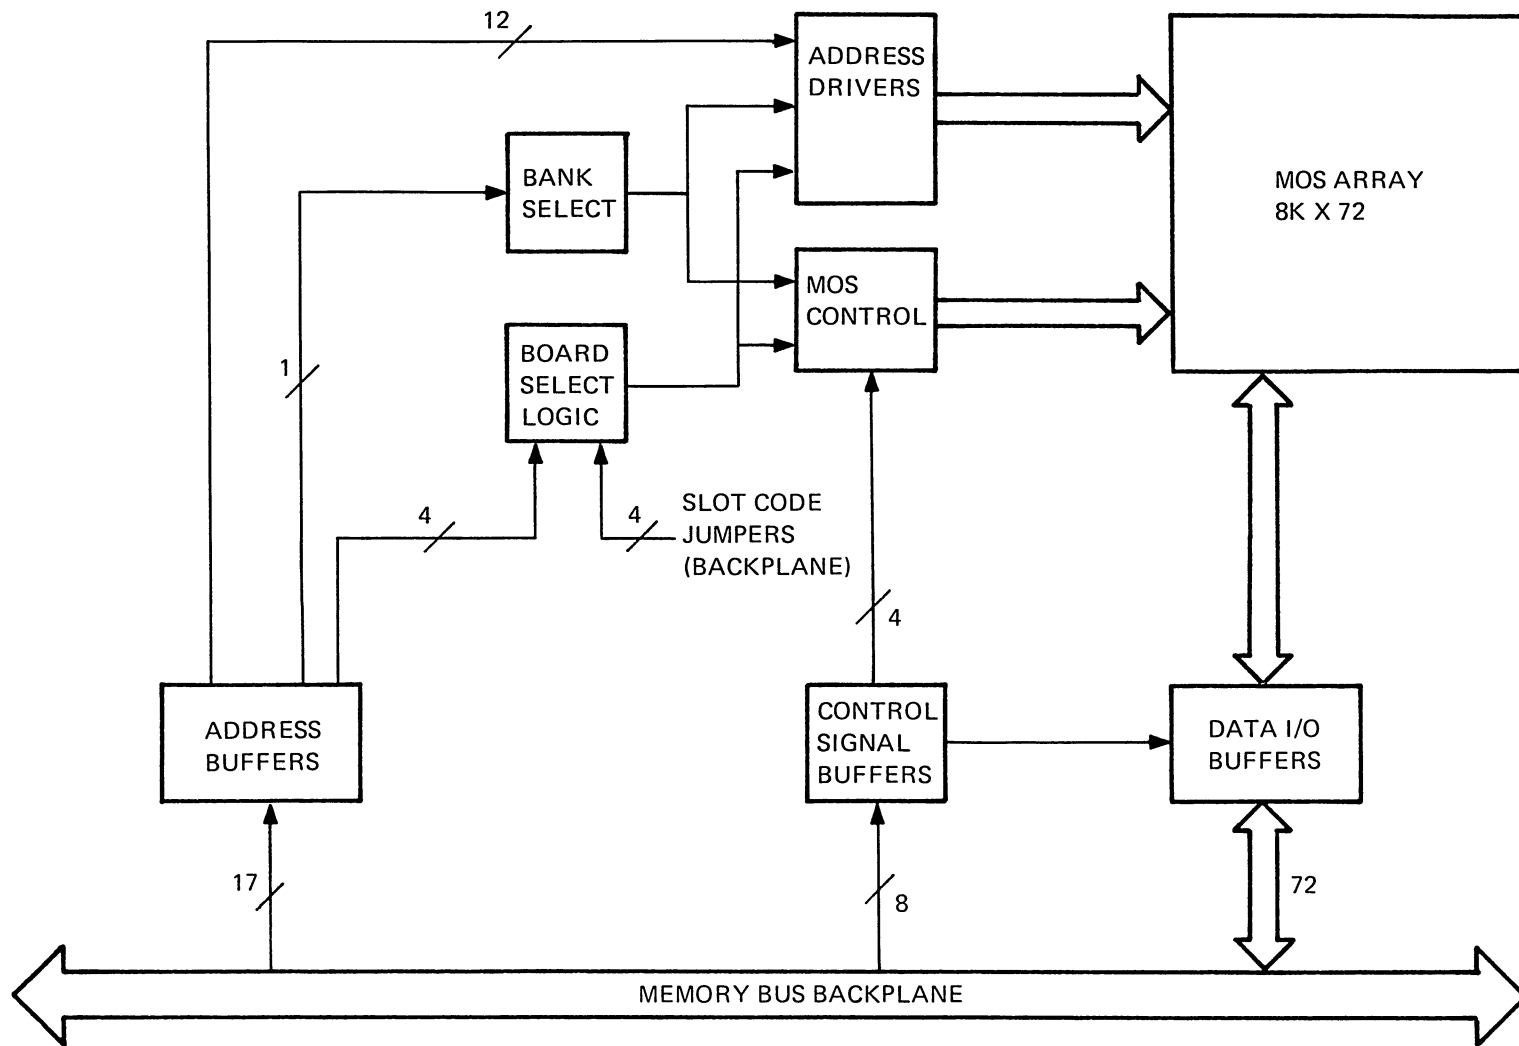 12
ADDRESS
DRIVERS
MOS ARRAY
8K X 72
BANK
SELECT
MOS
CONTROL
1
BOARD
SELECT
LOGIC
4
4
SLOT CODE
JUMPERS
(BACKPLANE)
4
ADDRESS
BUFFERS
CONTROL
SIGNAL
BUFFERS
DATA I/O
BUFFERS
17
8
72
MEMORY BUS BACKPLANE